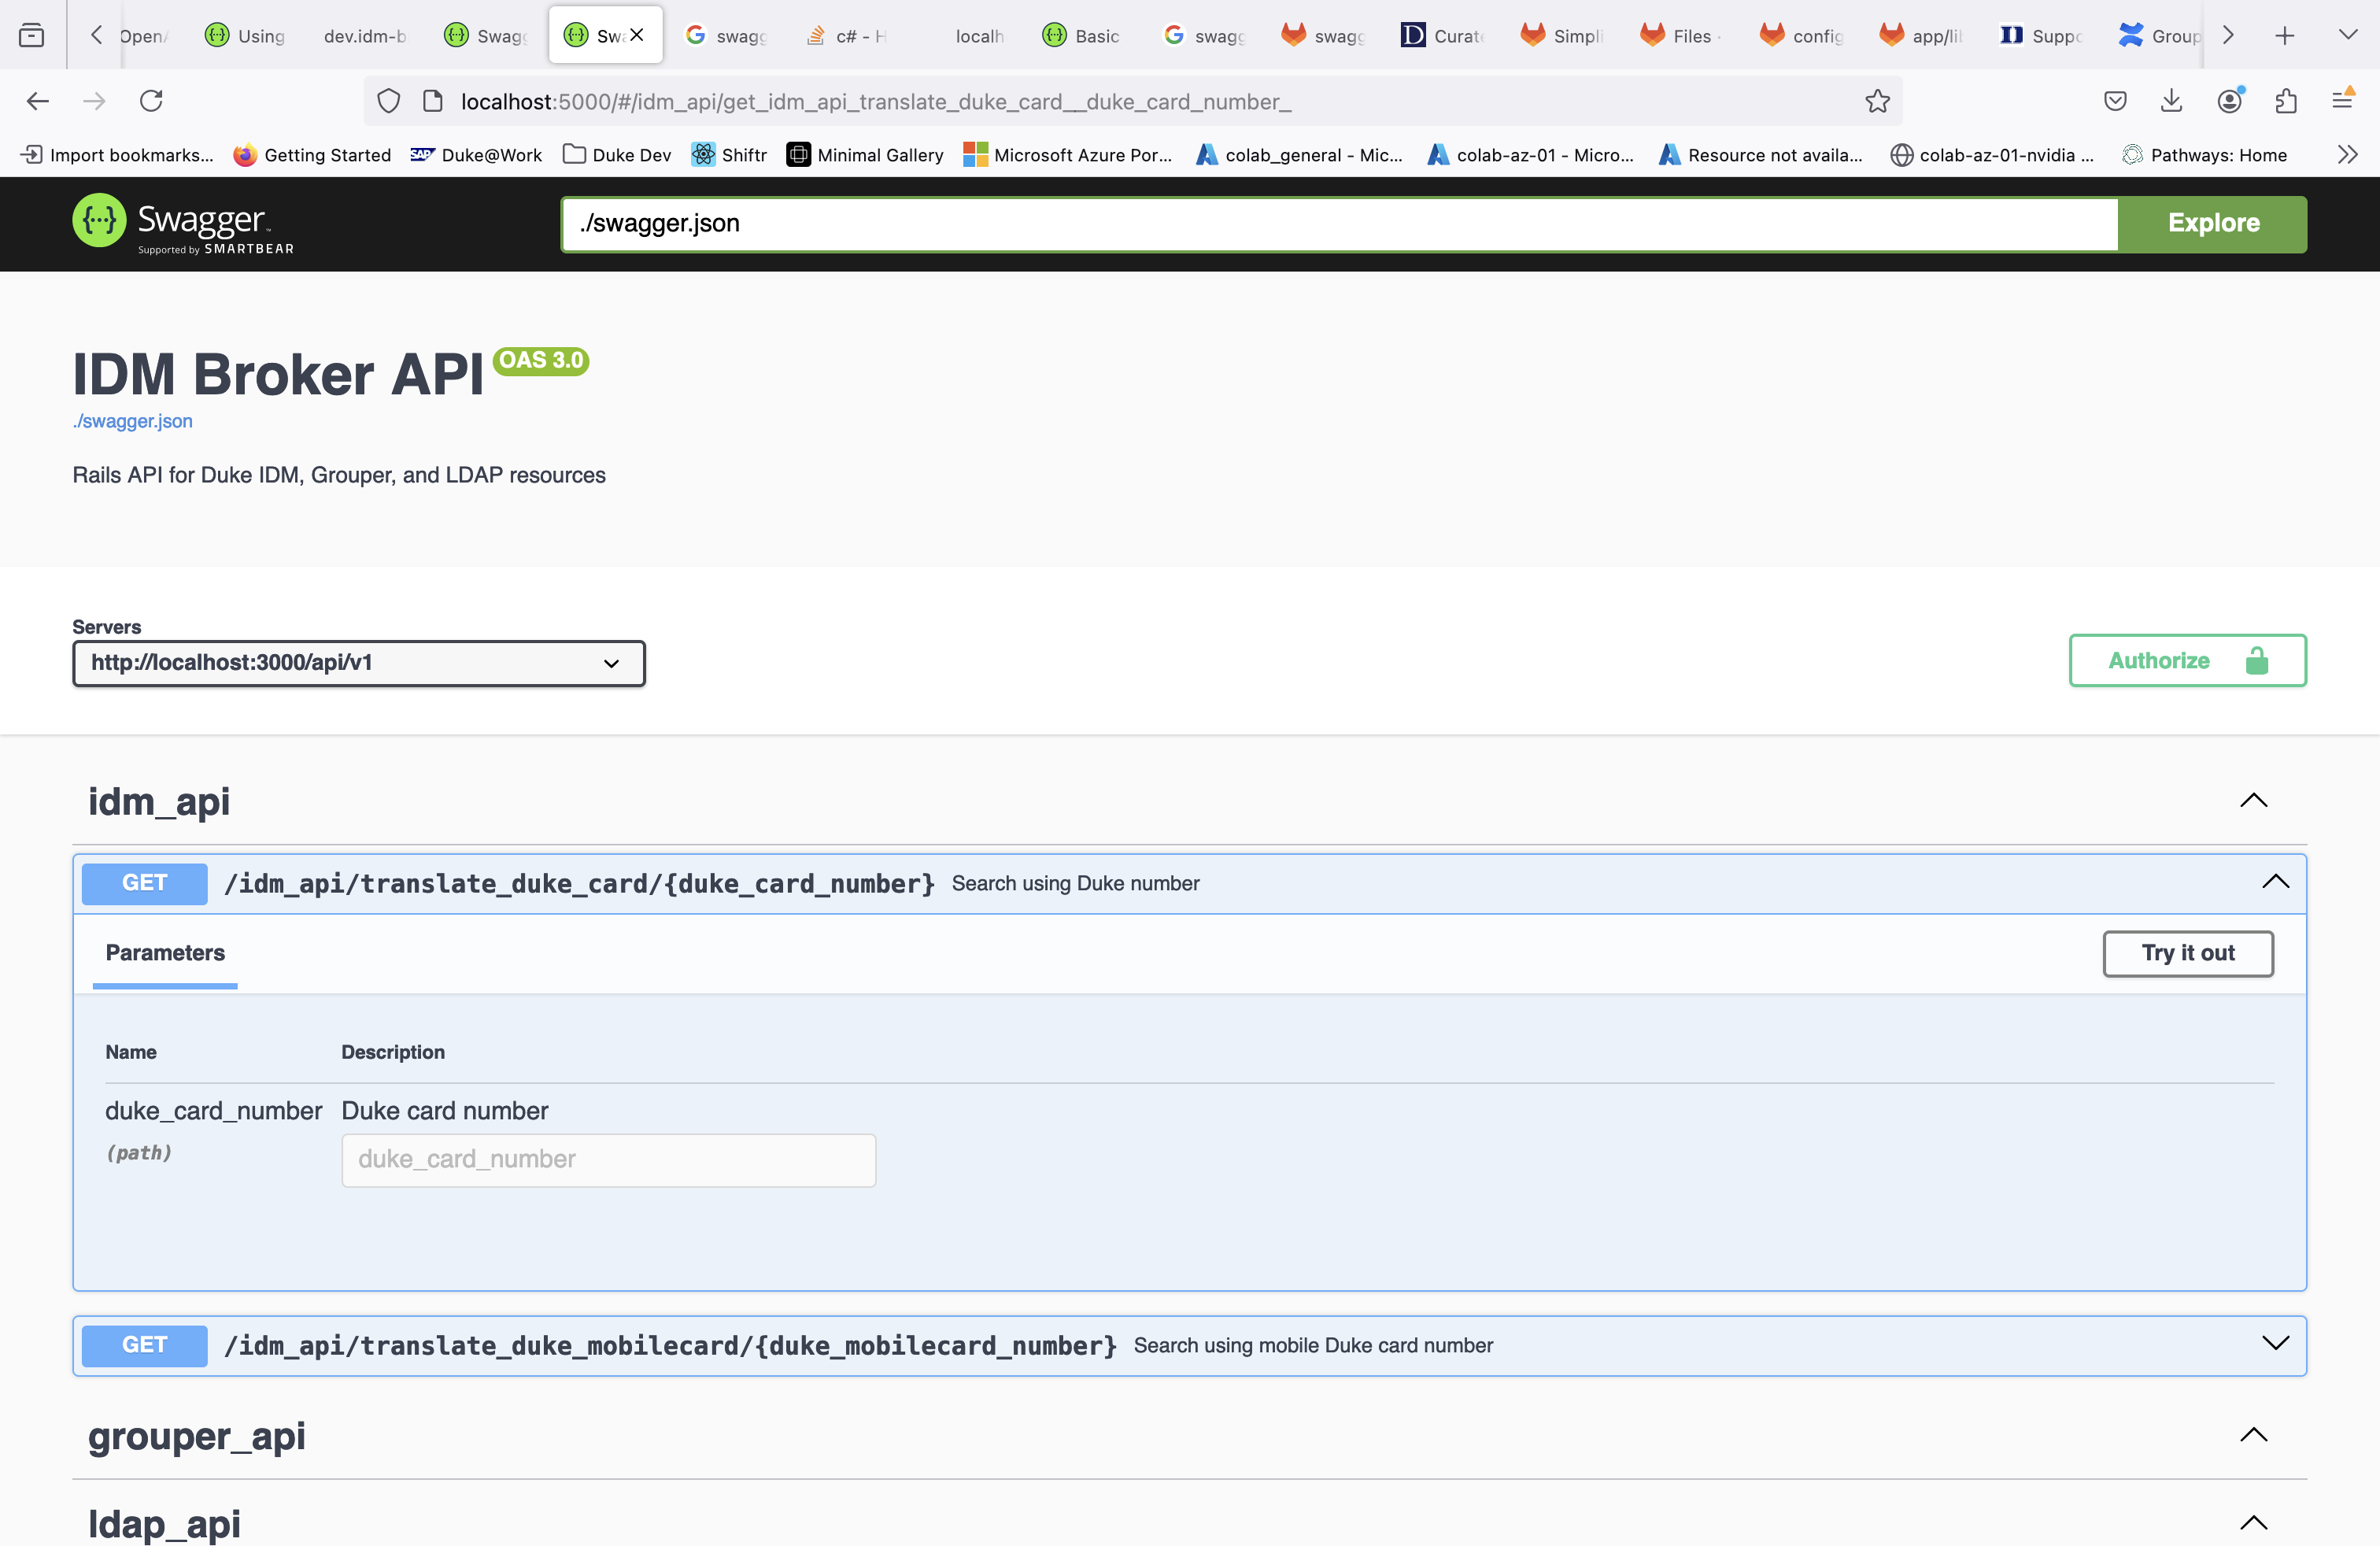 Open/ Using dev.idm-b Swag Sw swag c# - H localh Basic swag swag Curat Simpli Files · config app/li Suppo Group
localhost:5000/#/idm_api/get_idm_api_translate_duke_card__duke_card_number_
Import bookmarks... Getting Started Duke@Work Duke Dev Shiftr Minimal Gallery Microsoft Azure Por... colab_general - Mic... colab-az-01 - Micro... Resource not availa... colab-az-01-nvidia ... Pathways: Home
Swagger™
Supported by SMARTBEAR
./swagger.json
Explore
IDM Broker API OAS 3.0
./swagger.json
Rails API for Duke IDM, Grouper, and LDAP resources
Servers
http://localhost:3000/api/v1
Authorize
idm_api
GET /idm_api/translate_duke_card/{duke_card_number} Search using Duke number
Parameters
Try it out
Name Description
duke_card_number Duke card number
(path)
duke_card_number
GET /idm_api/translate_duke_mobilecard/{duke_mobilecard_number} Search using mobile Duke card number
grouper_api
ldap_api